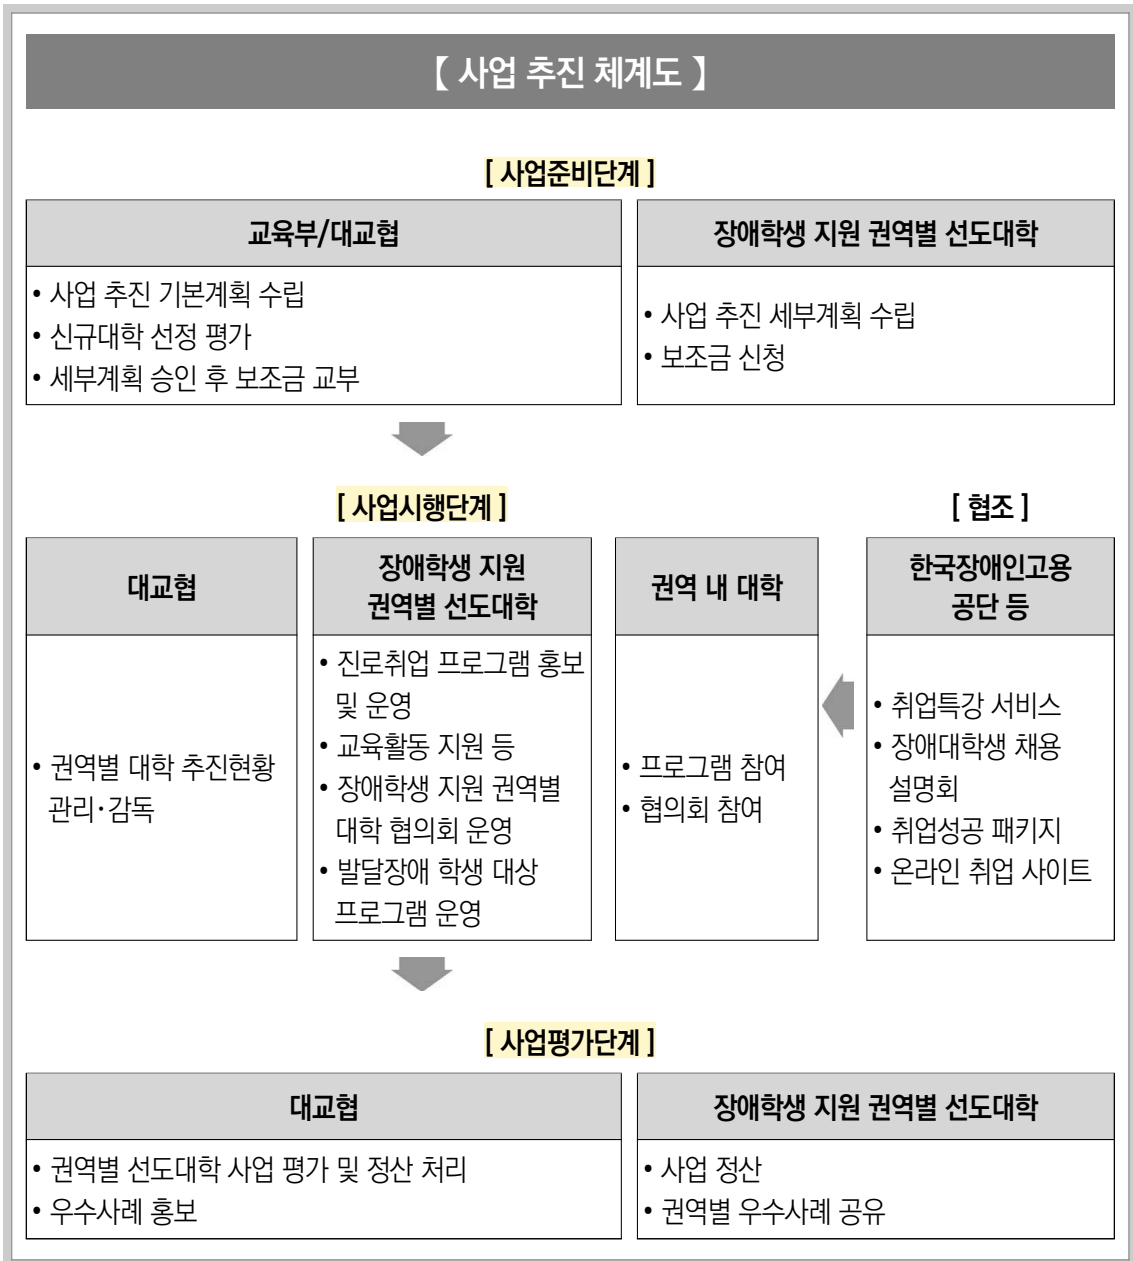 【 사업 추진 체계도 】
[ 사업준비단계 ]
교육부/대교협
• 사업 추진 기본계획 수립
• 신규대학 선정 평가
• 세부계획 승인 후 보조금 교부
장애학생 지원 권역별 선도대학
• 사업 추진 세부계획 수립
• 보조금 신청
[ 사업시행단계 ]
대교협
• 권역별 대학 추진현황
관리·감독
장애학생 지원
권역별 선도대학
• 진로취업 프로그램 홍보
및 운영
• 교육활동 지원 등
• 장애학생 지원 권역별
대학 협의회 운영
• 발달장애 학생 대상
프로그램 운영
권역 내 대학
• 프로그램 참여
• 협의회 참여
[ 협조 ]
한국장애인고용
공단 등
• 취업특강 서비스
• 장애대학생 채용
설명회
• 취업성공 패키지
• 온라인 취업 사이트
[ 사업평가단계 ]
대교협
• 권역별 선도대학 사업 평가 및 정산 처리
• 우수사례 홍보
장애학생 지원 권역별 선도대학
• 사업 정산
• 권역별 우수사례 공유